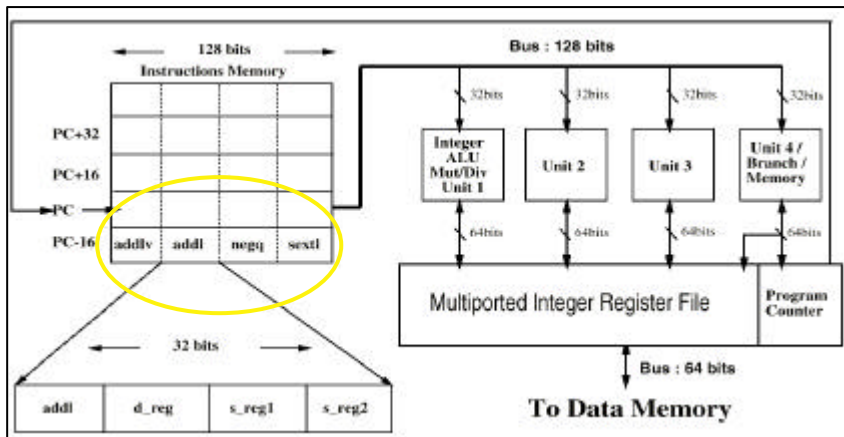 128 bits
Instructions Memory
PC+32
PC+16
PC
PC-16
addlv addl negq sextl
32 bits
addl d_reg s_reg1 s_reg2
Bus : 128 bits
32bits 32bits 32bits 32bits
Integer
ALU
Mut/Div
Unit 1
Unit 2
Unit 3
Unit 4 /
Branch /
Memory
64bits 64bits 64bits 64bits
Multiported Integer Register File
Program
Counter
Bus : 64 bits
To Data Memory